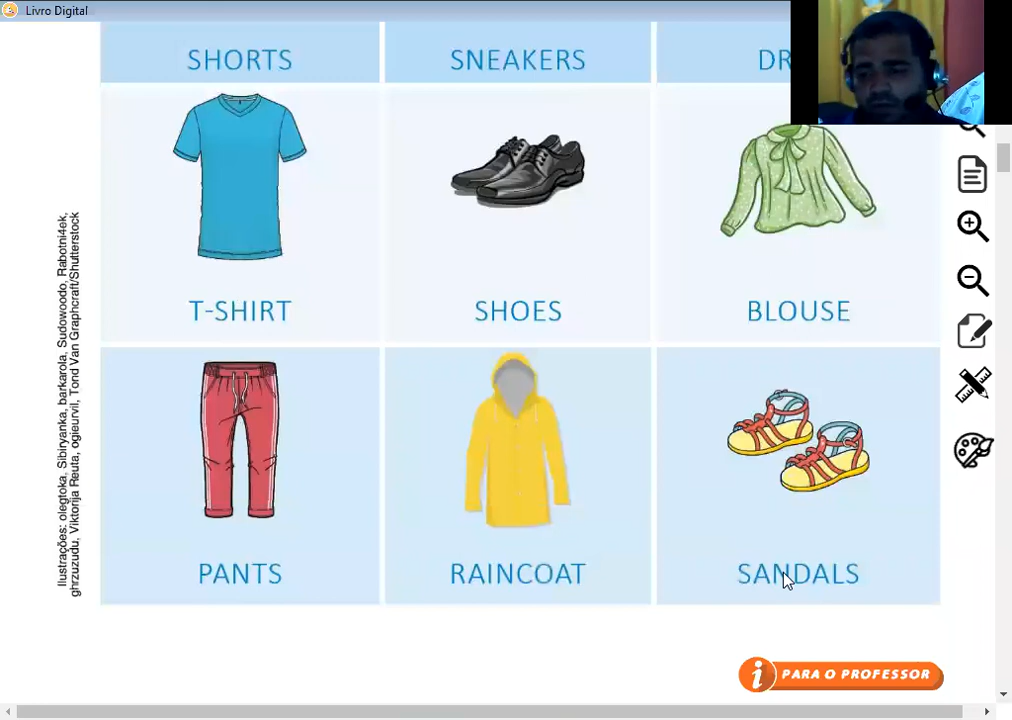 Livro Digital
SHORTS
SNEAKERS
T-SHIRT
SHOES
BLOUSE
PANTS
RAINCOAT
SANDALS
Ilustrações: olegtoka, Sibiryanka, barkarola, Sudowoodo, Rabotni4ek,
ghrzuzudu, Viktorija Reuta, ogieurvil, Tond Van Graphcraft/Shutterstock
i PARA O PROFESSOR